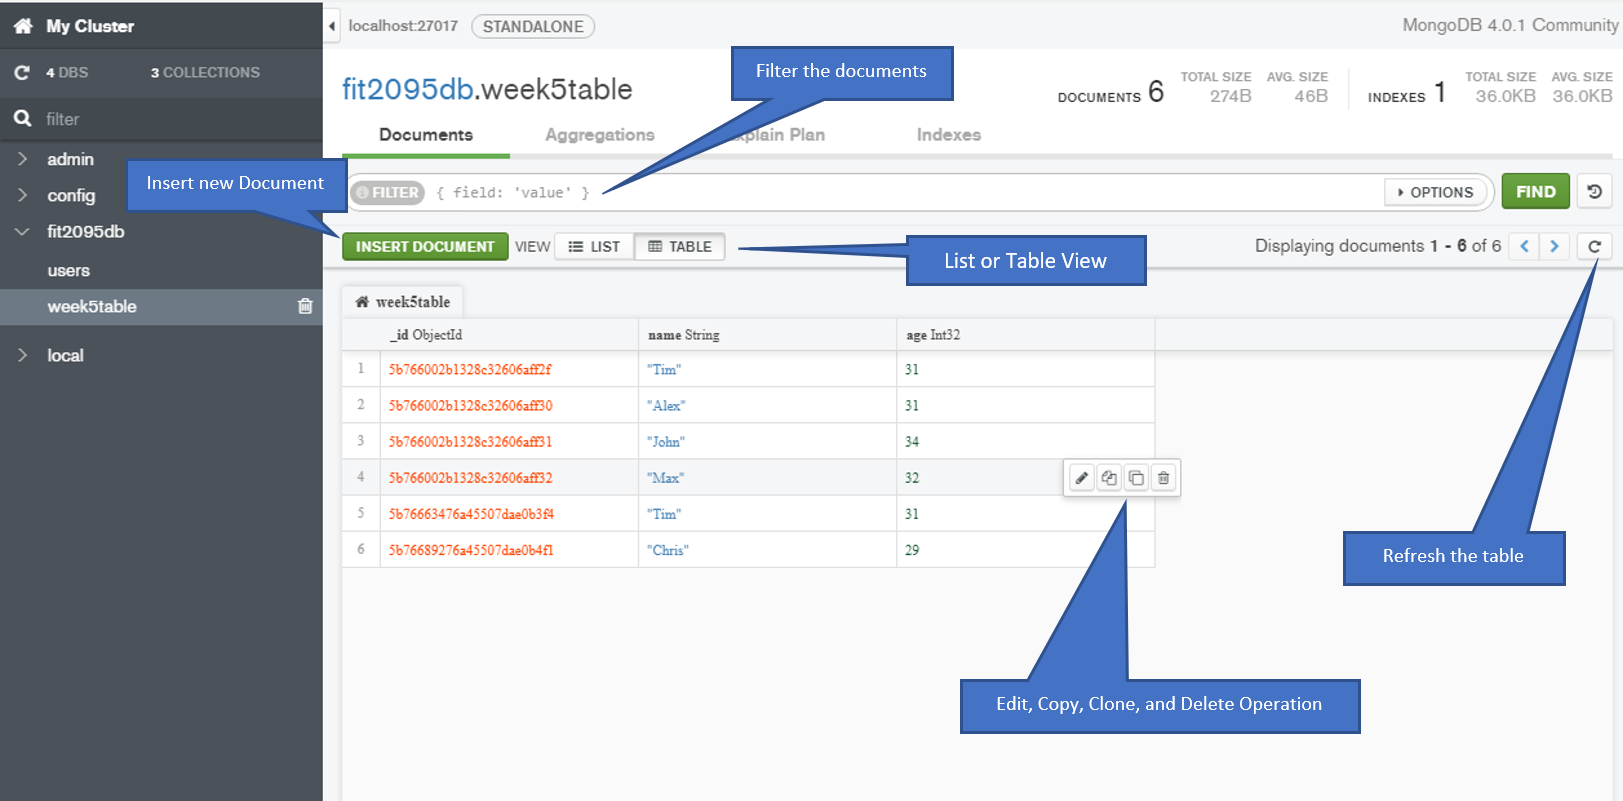 My Cluster
localhost:27017 STANDALONE
MongoDB 4.0.1 Community
4 DBS 3 COLLECTIONS
filter
admin
config
fit2095db
users
week5table
local
fit2095db.week5table
DOCUMENTS 6 TOTAL SIZE 274B AVG. SIZE 46B INDEXES 1 TOTAL SIZE 36.0KB AVG. SIZE 36.0KB
Documents Aggregations xplain Plan Indexes
Filter the documents
Insert new Document
FILTER { field: 'value' } OPTIONS FIND
INSERT DOCUMENT VIEW LIST TABLE
List or Table View
Displaying documents 1 - 6 of 6
week5table
_id ObjectId name String age Int32
1 5b766002b1328c32606aff2f "Tim" 31
2 5b766002b1328c32606aff30 "Alex" 31
3 5b766002b1328c32606aff31 "John" 34
4 5b766002b1328c32606aff32 "Max" 32
5 5b76663476a45507dae0b3f4 "Tim" 31
6 5b76689276a45507dae0b4f1 "Chris" 29
Refresh the table
Edit, Copy, Clone, and Delete Operation